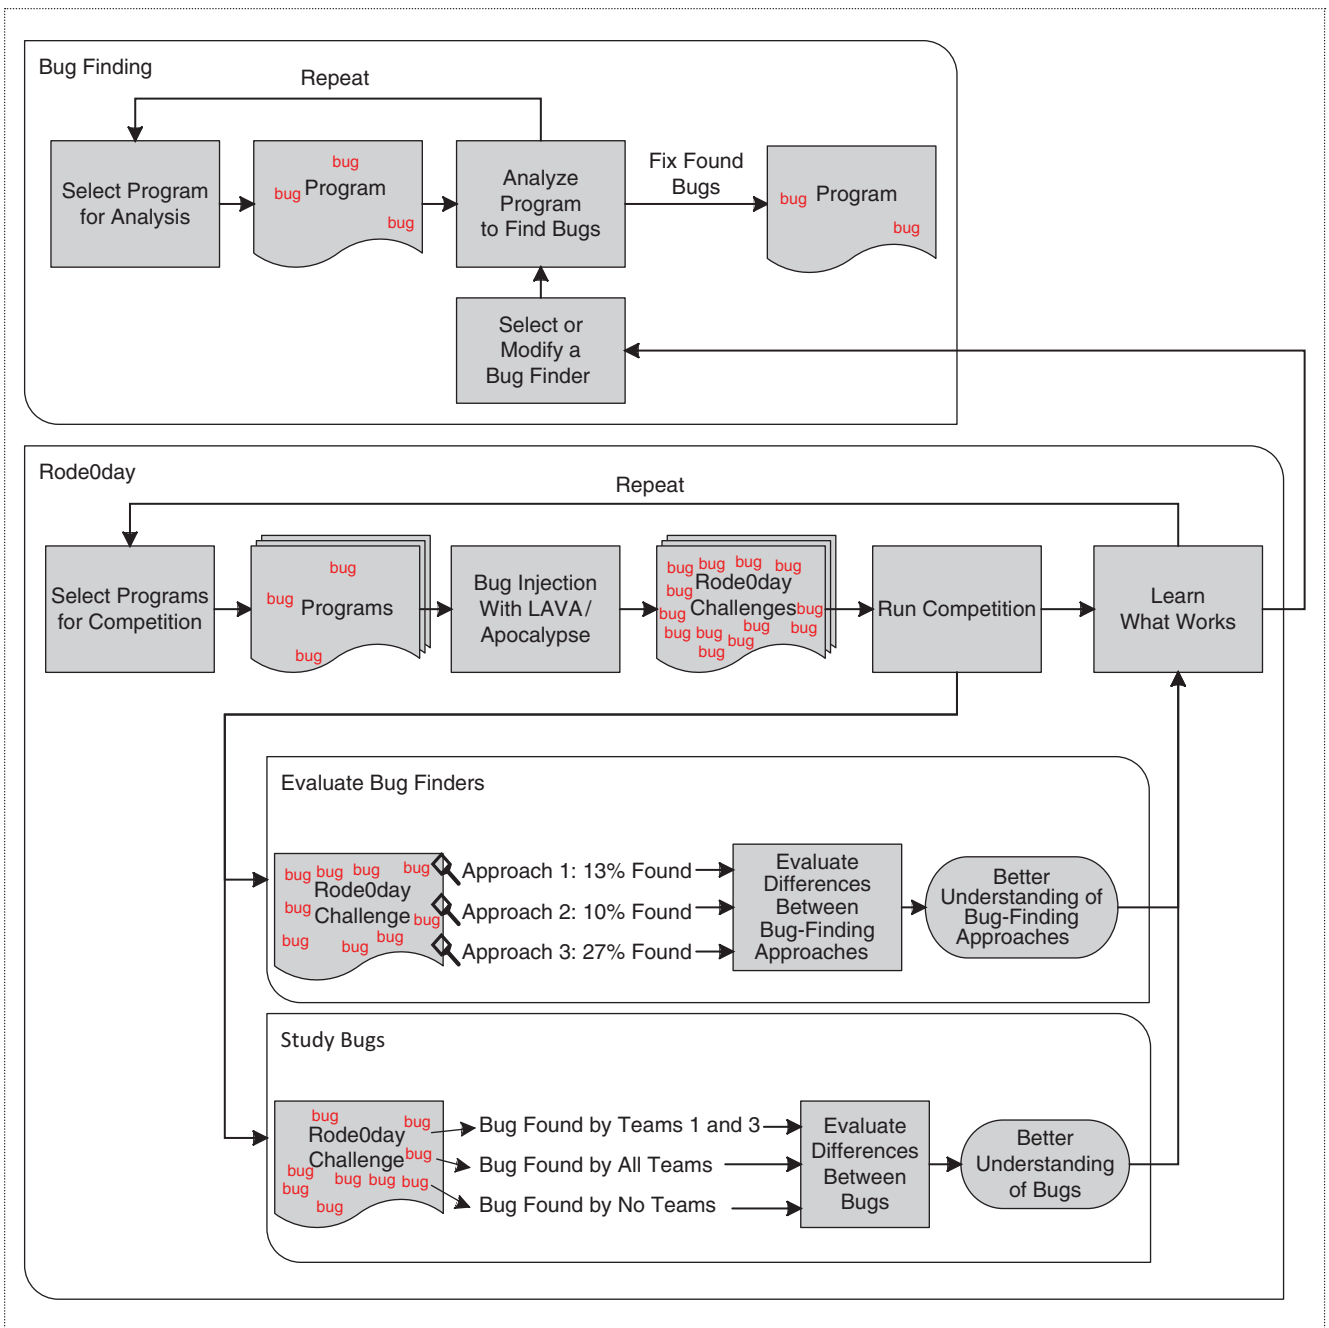 Bug Finding
Repeat
Select Program
for Analysis
bug
bug Program
bug
Analyze
Program
to Find Bugs
Fix Found
Bugs
bug Program
bug
Select or
Modify a
Bug Finder
Rode0day
Repeat
Select Programs
for Competition
bug
bug Programs
bug
Bug Injection
With LAVA/
Apocalypse
bug bug bug bug
bug Rode0day
bug Challenges bug
bug bug bug bug
bug bug
Run Competition
Learn
What Works
Evaluate Bug Finders
bug bug bug bug
Rode0day
bug Challenge bug
bug bug bug
Approach 1: 13% Found
Approach 2: 10% Found
Approach 3: 27% Found
Evaluate
Differences
Between
Bug-Finding
Approaches
Better
Understanding of
Bug-Finding
Approaches
Study Bugs
bug bug
Rode0day
Challenge bug
bug bug bug bug
bug
bug
Bug Found by Teams 1 and 3
Bug Found by All Teams
Bug Found by No Teams
Evaluate
Differences
Between
Bugs
Better
Understanding
of Bugs